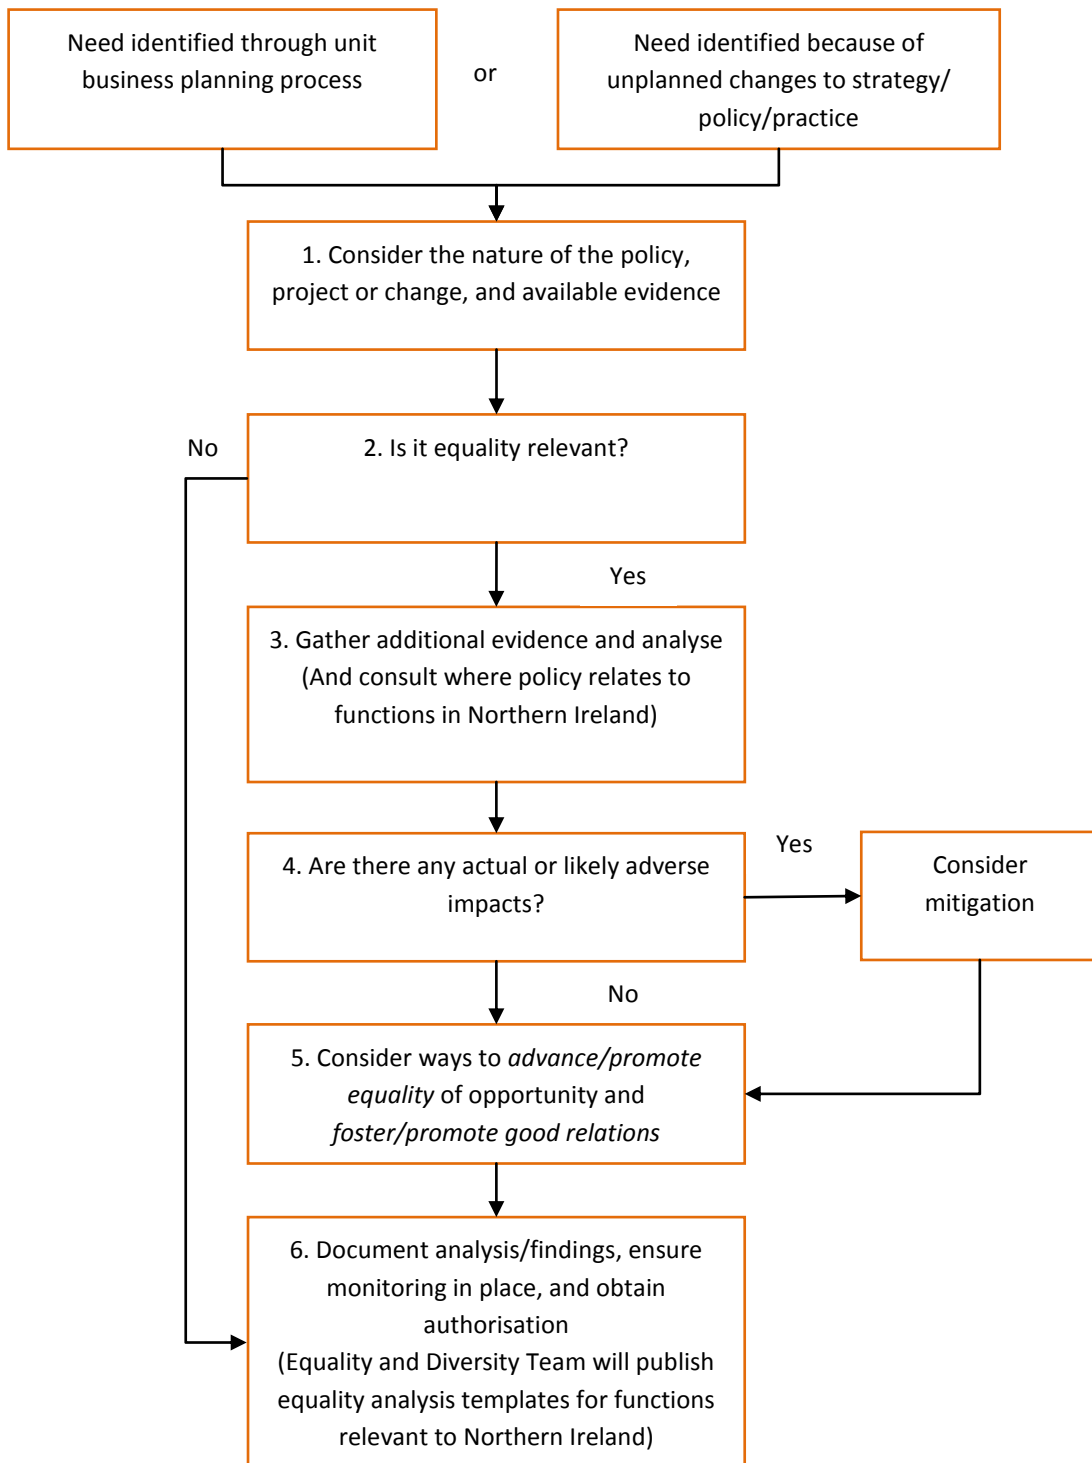 Need identified through unit
business planning process
or
Need identified because of
unplanned changes to strategy/
policy/practice
1. Consider the nature of the policy,
project or change, and available evidence
No
2. Is it equality relevant?
Yes
3. Gather additional evidence and analyse
(And consult where policy relates to
functions in Northern Ireland)
4. Are there any actual or likely adverse
impacts?
Yes
Consider
mitigation
No
5. Consider ways to advance/promote
equality of opportunity and
foster/promote good relations
6. Document analysis/findings, ensure
monitoring in place, and obtain
authorisation
(Equality and Diversity Team will publish
equality analysis templates for functions
relevant to Northern Ireland)